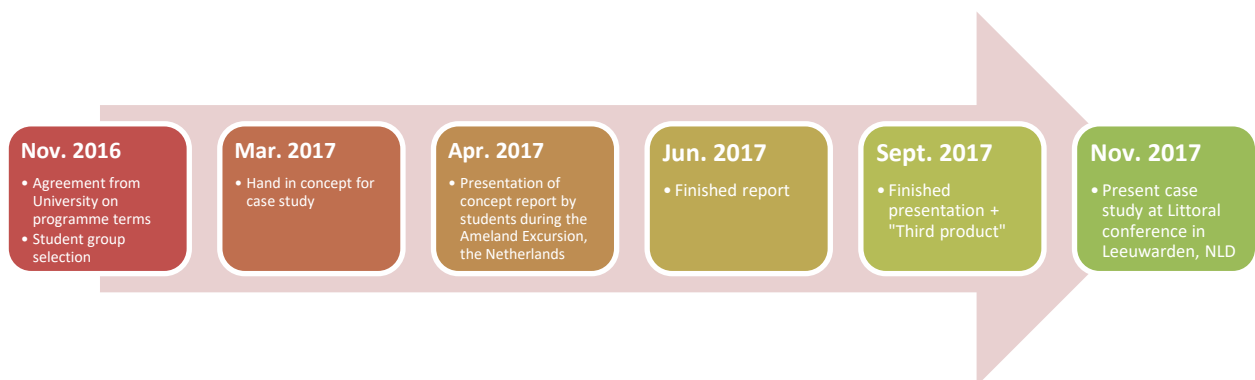 Nov. 2016
• Agreement from
University on
programme terms
• Student group
selection
Mar. 2017
• Hand in concept for
case study
Apr. 2017
• Presentation of
concept report by
students during the
Ameland Excursion,
the Netherlands
Jun. 2017
• Finished report
Sept. 2017
• Finished
presentation +
"Third product"
Nov. 2017
• Present case
study at Littoral
conference in
Leeuwarden, NLD